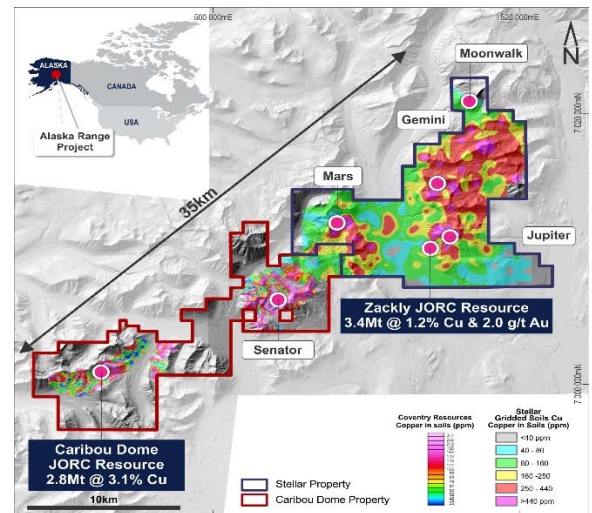 500 000mE
520 000mE
N
ALASKA
CANADA
USA
Alaska Range
Project
Moonwalk
7 020 000mN
Gemini
Mars
35km
Jupiter
Zackly JORC Resource
3.4Mt @ 1.2% Cu & 2.0 g/t Au
Senator
7 000 000mN
Caribou Dome
JORC Resource
2.8Mt @ 3.1% Cu
10km
Stellar Property
Caribou Dome Property
Coventry Resources
Copper in soils (ppm)
Stellar
Gridded Soils Cu
Copper in Soils (ppm)
<40 ppm
40 - 80
80 - 160
160 -250
250 - 440
>440 ppm